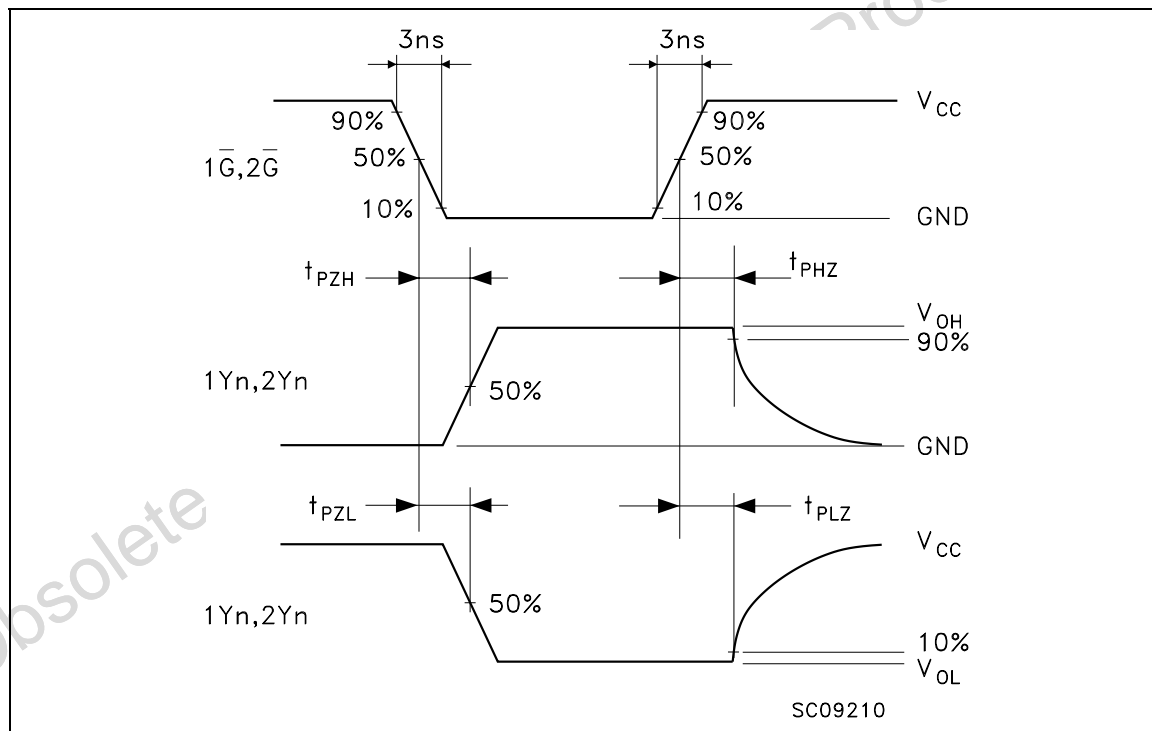 3ns 3ns
90% 90% V_CC
1G̅,2G̅ 50% 50%
10% 10% GND
t_PZH t_PHZ
V_OH
90%
1Yn,2Yn 50%
GND
t_PZL t_PLZ
V_CC
1Yn,2Yn 50%
10%
V_OL
SC09210
obsolete